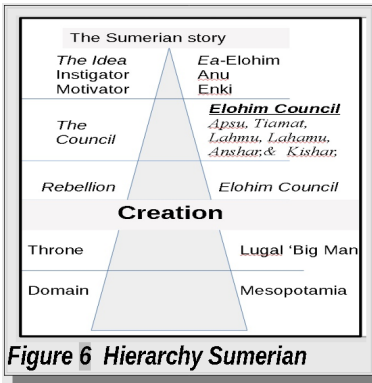 The Sumerian story
The Idea Ea-Elohim
Instigator Anu
Motivator Enki
Elohim Council
The Apsu, Tiamat,
Council Lahmu, Lahamu,
Anshar,& Kishar,
Rebellion Elohim Council
Creation
Throne Lugal ‘Big Man
Domain Mesopotamia
Figure 6 Hierarchy Sumerian